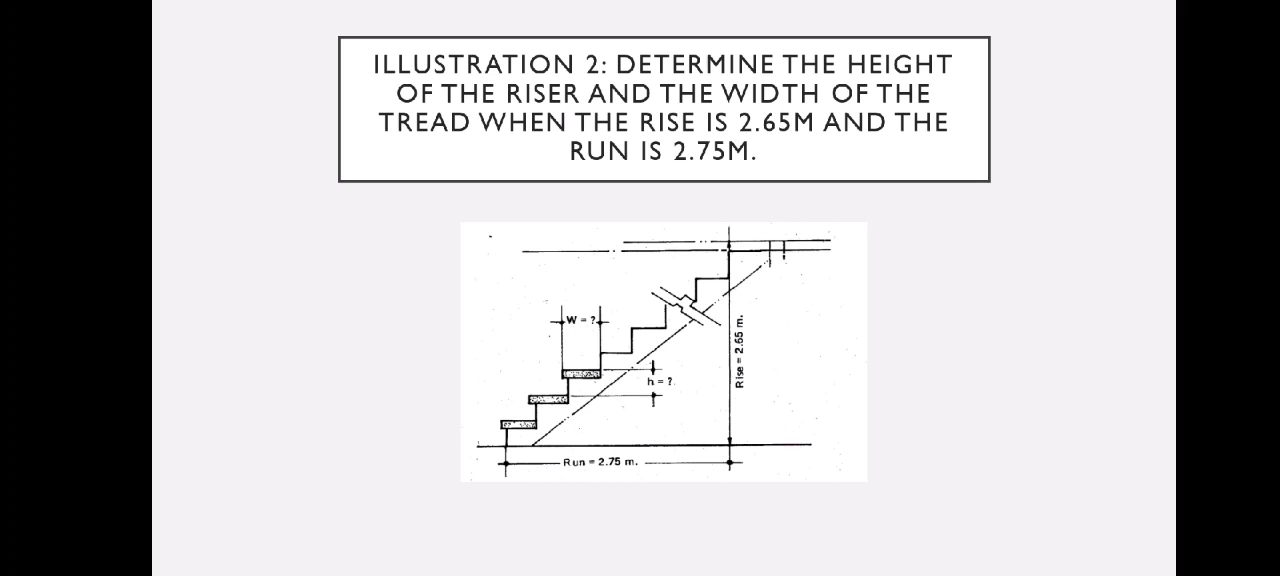 ILLUSTRATION 2: DETERMINE THE HEIGHT
OF THE RISER AND THE WIDTH OF THE
TREAD WHEN THE RISE IS 2.65M AND THE
RUN IS 2.75M.
W = ?
h = ?
Rise = 2.65 m.
Run = 2.75 m.